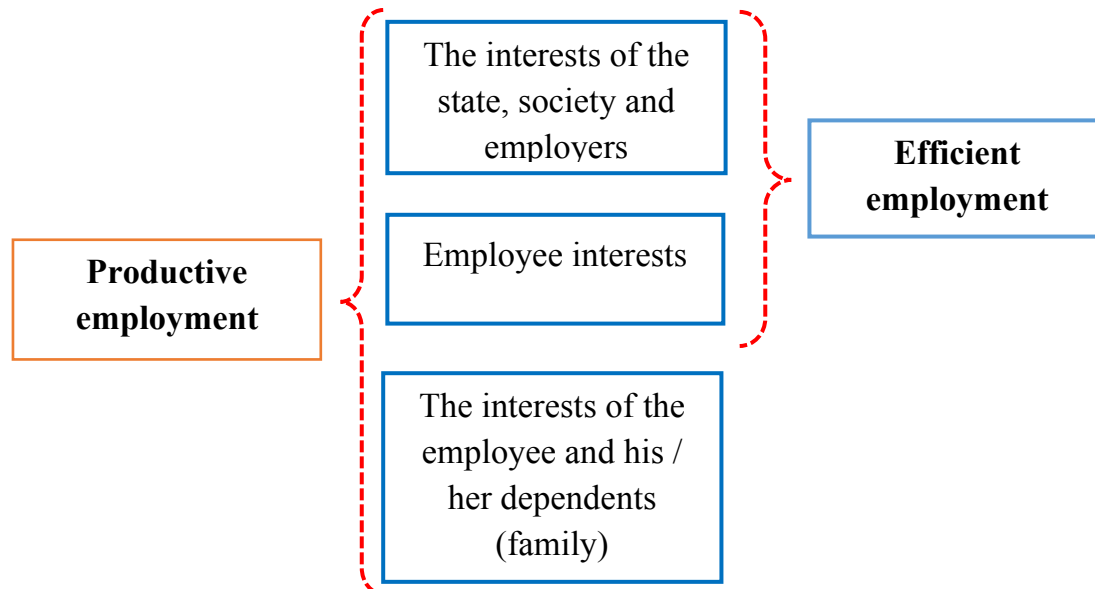 The interests of the
state, society and
employers
Efficient
employment
Employee interests
Productive
employment
The interests of the
employee and his /
her dependents
(family)